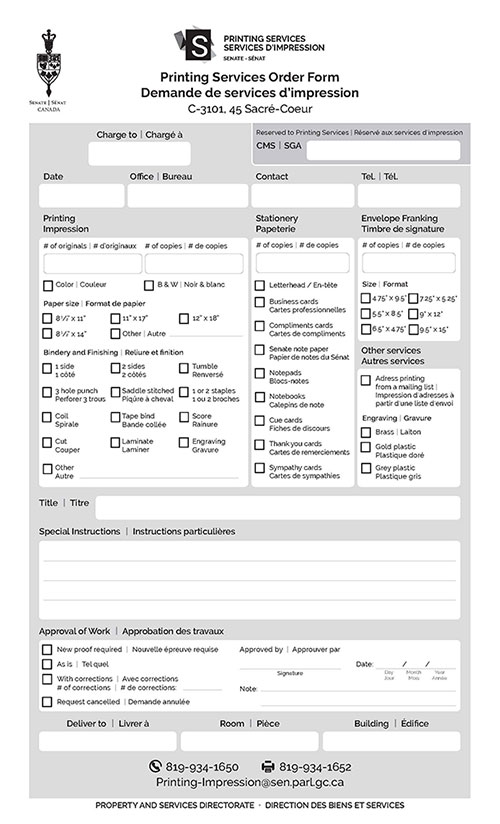 S
PRINTING SERVICES
SERVICES D'IMPRESSION
SENATE - SÉNAT
SENATE | SÉNAT
CANADA
Printing Services Order Form
Demande de services d'impression
C-3101, 45 Sacré-Coeur
Charge to | Chargé à
Reserved to Printing Services | Réservé aux services d'impression
CMS | SGA
Date
Office | Bureau
Contact
Tel. | Tél.
Printing
Impression
# of originals | # d'originaux
# of copies | # de copies
Color | Couleur
B & W | Noir & blanc
Paper size | Format de papier
8½" x 11"
11" x 17"
12" x 18"
8½" x 14"
Other | Autre
Bindery and Finishing | Reliure et finition
1 side
1 côté
2 sides
2 côtés
Tumble
Renversé
3 hole punch
Perforer 3 trous
Saddle stitched
Piqûre à cheval
1 or 2 staples
1 ou 2 broches
Coil
Spirale
Tape bind
Bande collée
Score
Rainure
Cut
Couper
Laminate
Laminer
Engraving
Gravure
Other
Autre
Stationery
Papeterie
# of copies | # de copies
Letterhead / En-tête
Business cards
Cartes professionnelles
Compliments cards
Cartes de compliments
Senate note paper
Papier de notes du Sénat
Notepads
Blocs-notes
Notebooks
Calepins de note
Cue cards
Fiches de discours
Thank you cards
Cartes de remerciements
Sympathy cards
Cartes de sympathies
Envelope Franking
Timbre de signature
# of copies | # de copies
Size | Format
4.75" x 9.5"
7.25" x 5.25"
5.5" x 8.5"
9" x 12"
6.5" x 4.75"
9.5" x 15"
Other services
Autres services
Adress printing
from a mailing list |
Impression d'adresses à
partir d'une liste d'envoi
Engraving | Gravure
Brass | Laiton
Gold plastic
Plastique doré
Grey plastic
Plastique gris
Title | Titre
Special Instructions | Instructions particulières
Approval of Work | Approbation des travaux
New proof required | Nouvelle épreuve requise
As is | Tel quel
With corrections | Avec corrections
# of corrections | # de corrections:
Request cancelled | Demande annulée
Approved by | Approuver par
Signature
Date: / /
Day Month Year
Jour Mois Année
Note:
Deliver to | Livrer à
Room | Pièce
Building | Édifice
819-934-1650 819-934-1652
Printing-Impression@sen.parl.gc.ca
PROPERTY AND SERVICES DIRECTORATE - DIRECTION DES BIENS ET SERVICES